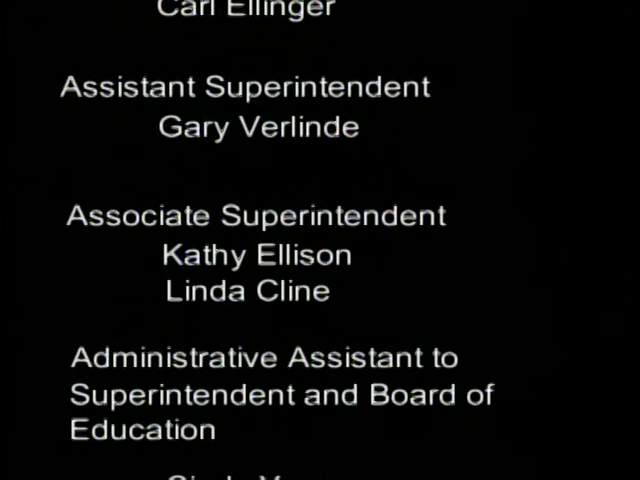 Carl Ellinger
Assistant Superintendent
Gary Verlinde
Associate Superintendent
Kathy Ellison
Linda Cline
Administrative Assistant to
Superintendent and Board of
Education